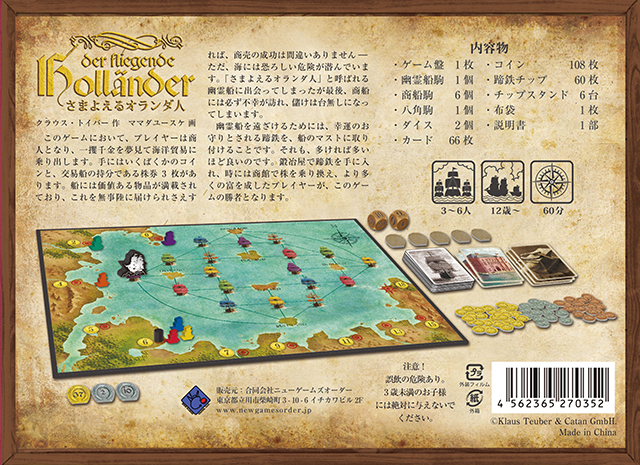 der fliegende
Holländer
さまよえるオランダ人
クラウス・トイバー 作　ママダユースケ 画
このゲームにおいて、プレイヤーは商
人となり、一攫千金を夢見て海洋貿易に
乗り出します。手にはいくばくかのコイ
ンと、交易船の持分である株券 3 枚があ
ります。船には価値ある物品が満載され
ており、これを無事陸に届けられさえす
れば、商売の成功は間違いありません―
ただ、海には恐ろしい危険が潜んでいま
す。「さまよえるオランダ人」と呼ばれる
幽霊船に出会ってしまったが最後、商船
には必ず不幸が訪れ、儲けは台無しになっ
てしまいます。
幽霊船を遠ざけるためには、幸運のお
守りとされる蹄鉄を、船のマストに取り
付けることです。それも、多ければ多い
ほど良いのです。鍛冶屋で蹄鉄を手に入
れ、時には商館で株を乗り換え、より多
くの富を成したプレイヤーが、このゲー
ムの勝者となります。
内容物
・ゲーム盤　1 枚
・幽霊船駒　1 個
・商船駒　6 個
・八角駒　1 個
・ダイス　2 個
・カード　66 枚
・コイン　108 枚
・蹄鉄チップ　60 枚
・チップスタンド　6 台
・布袋　1 枚
・説明書　1 部
3～6人
12歳～
60分
販売元：合同会社ニューゲームズオーダー
東京都立川市柴崎町 3-10-6 イチカワビル 2F
www.newgamesorder.jp
注意！
誤飲の危険あり。
3 歳未満のお子様
には絶対に与えないで
ください。
プラ
外装フィルム
紙
外箱
4 562365 270352
©Klaus Teuber & Catan GmbH.
Made in China